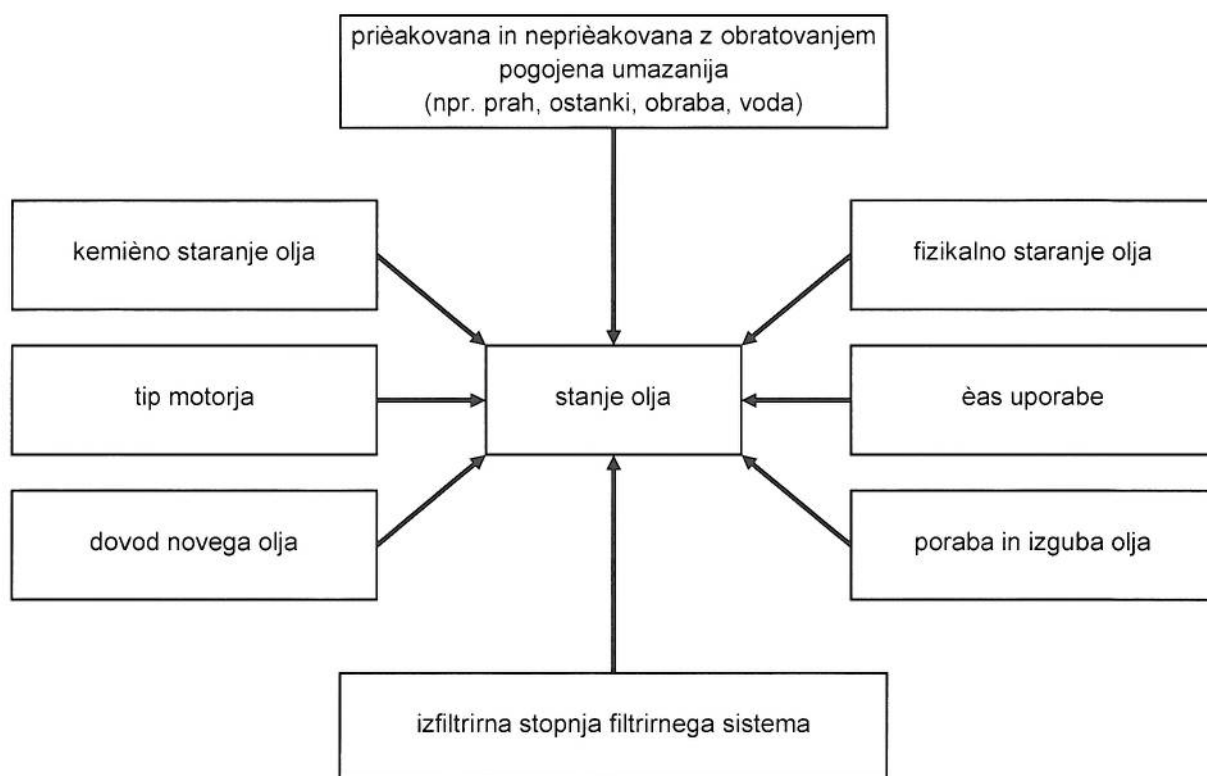 prièakovana in neprièakovana z obratovanjem
pogojena umazanija
(npr. prah, ostanki, obraba, voda)
kemièno staranje olja
fizikalno staranje olja
tip motorja
stanje olja
èas uporabe
dovod novega olja
poraba in izguba olja
izfiltrirna stopnja filtrirnega sistema